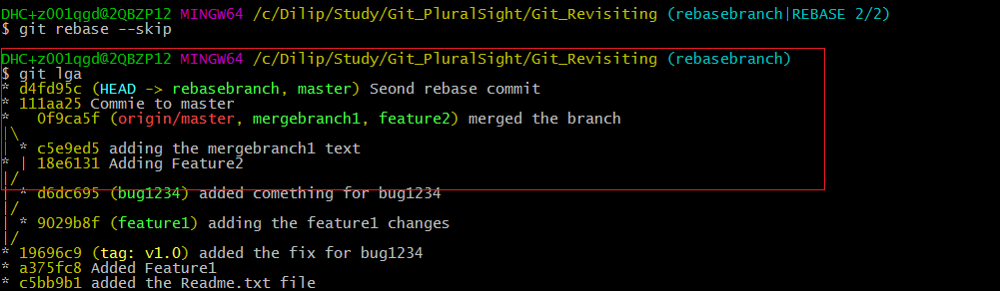 DHC+z001qgd@2QBZP12 MINGW64 /c/Dilip/Study/Git_PluralSight/Git_Revisiting (rebasebranch|REBASE 2/2)
$ git rebase --skip
DHC+z001qgd@2QBZP12 MINGW64 /c/Dilip/Study/Git_PluralSight/Git_Revisiting (rebasebranch)
$ git lga
* d4fd95c (HEAD -> rebasebranch, master) Seond rebase commit
* 111aa25 Commie to master
*   0f9ca5f (origin/master, mergebranch1, feature2) merged the branch
|\
| * c5e9ed5 adding the mergebranch1 text
* | 18e6131 Adding Feature2
|/
| * d6dc695 (bug1234) added comething for bug1234
|/
| * 9029b8f (feature1) adding the feature1 changes
|/
* 19696c9 (tag: v1.0) added the fix for bug1234
* a375fc8 Added Feature1
* c5bb9b1 added the Readme.txt file